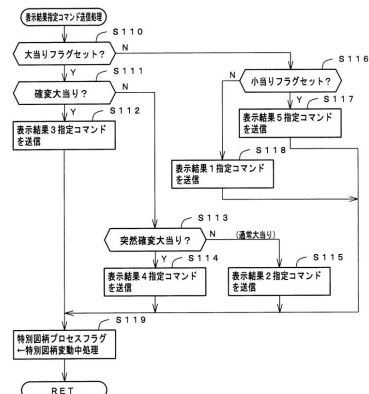 表示結果指定コマンド送信処理
S110
大当りフラグセット?
N
Y
S111
確変大当り?
N
Y
S112
表示結果3指定コマンド
を送信
S116
小当りフラグセット?
N
Y
S117
表示結果5指定コマンド
を送信
S118
表示結果1指定コマンド
を送信
S113
突然確変大当り?
N
(通常大当り)
Y
S114
表示結果4指定コマンド
を送信
S115
表示結果2指定コマンド
を送信
S119
特別図柄プロセスフラグ
←特別図柄変動中処理
RET